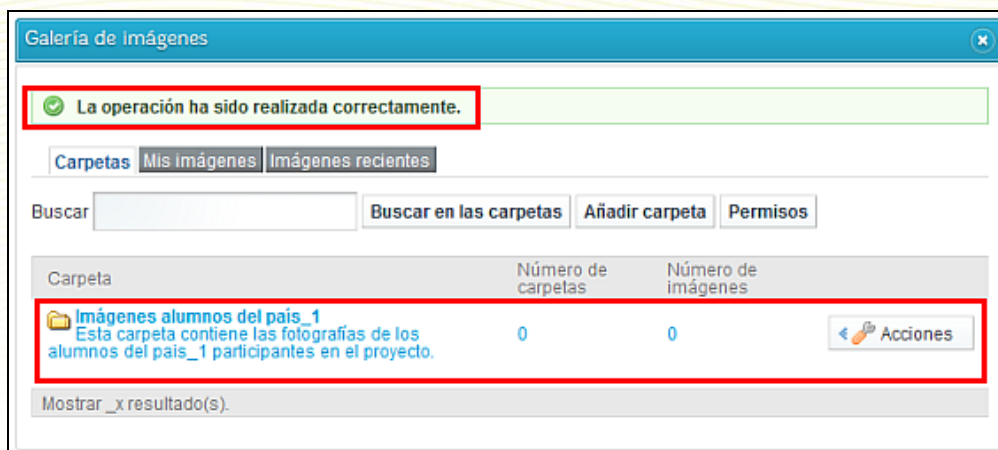 Galería de imágenes
La operación ha sido realizada correctamente.
Carpetas Mis imágenes Imágenes recientes
Buscar Buscar en las carpetas Añadir carpeta Permisos
Carpeta Número de carpetas Número de imágenes
Imágenes alumnos del país_1
Esta carpeta contiene las fotografías de los
alumnos del país_1 participantes en el proyecto.
0 0 Acciones
Mostrar _x resultado(s).